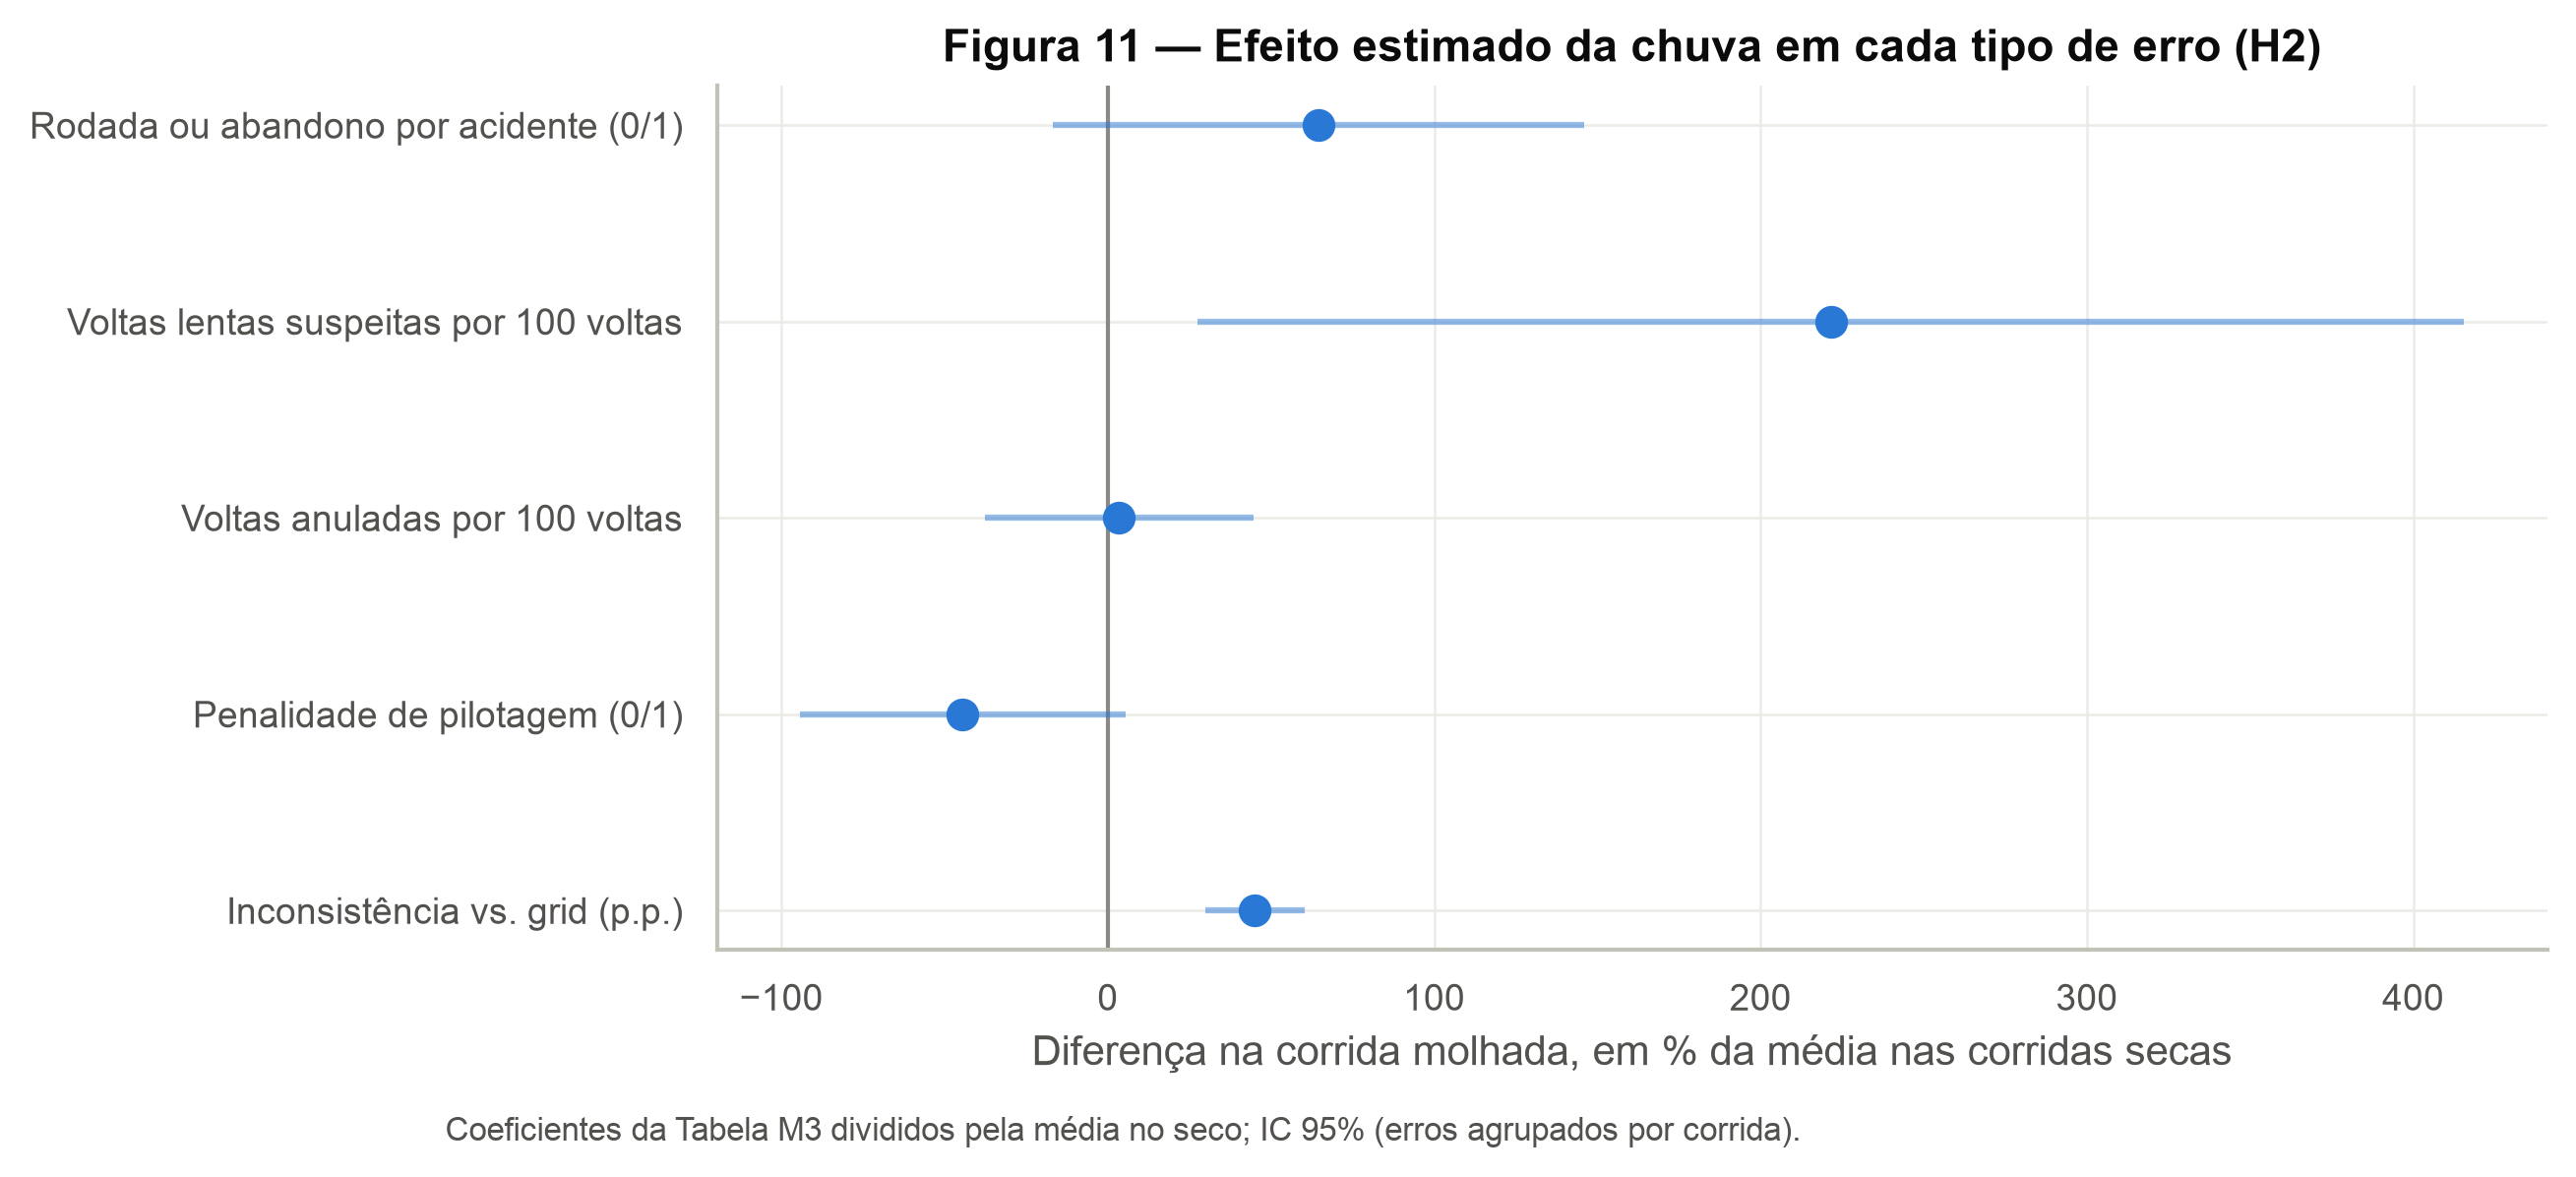 Figura 11 — Efeito estimado da chuva em cada tipo de erro (H2)
Rodada ou abandono por acidente (0/1)
Voltas lentas suspeitas por 100 voltas
Voltas anuladas por 100 voltas
Penalidade de pilotagem (0/1)
Inconsistência vs. grid (p.p.)
−100 0 100 200 300 400
Diferença na corrida molhada, em % da média nas corridas secas
Coeficientes da Tabela M3 divididos pela média no seco; IC 95% (erros agrupados por corrida).